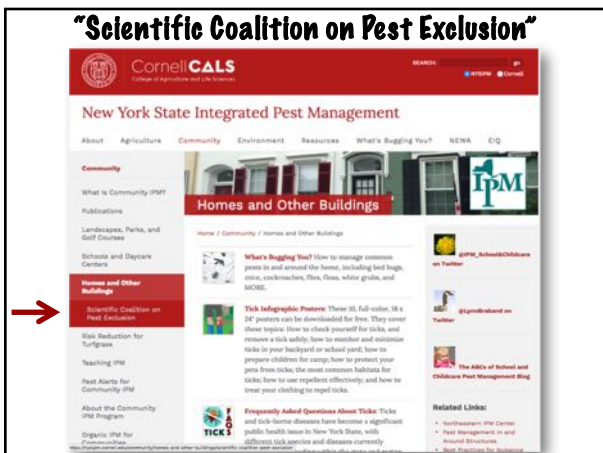 "Scientific Coalition on Pest Exclusion"
CornellCALS
College of Agriculture and Life Sciences
SEARCH:
go
NYSIPM Cornell
New York State Integrated Pest Management
About Agriculture Community Environment Resources What's Bugging You? NEWA EIQ
Community
What is Community IPM?
Publications
Landscapes, Parks, and
Golf Courses
Schools and Daycare
Centers
Homes and Other
Buildings
Scientific Coalition on
Pest Exclusion
Risk Reduction for
Turfgrass
Teaching IPM
Pest Alerts for
Community IPM
About the Community
IPM Program
Organic IPM for
Communities
Homes and Other Buildings
IPM
Home / Community / Homes and Other Buildings
What's Bugging You? How to manage common
pests in and around the home, including bed bugs,
mice, cockroaches, flies, fleas, white grubs, and
MORE.
Tick Infographic Posters: These 10, full-color, 18 x
24" posters can be downloaded for free. They cover
these topics: How to check yourself for ticks, and
remove a tick safely; how to monitor and minimize
ticks in your backyard or school yard; how to
prepare children for camp; how to protect your
pets from ticks; the most common habitats for
ticks; how to use repellent effectively; and how to
treat your clothing to repel ticks.
TICKS FAQS
Frequently Asked Questions About Ticks: Ticks
and tick-borne diseases have become a significant
public health issue in New York State, with
different tick species and diseases currently
@IPM_School&Childcare
on Twitter
@LynnBraband on
Twitter
The ABCs of School and
Childcare Pest Management Blog
Related Links:
Northeastern IPM Center
Pest Management In and
Around Structures
Best Practices for Nuisance